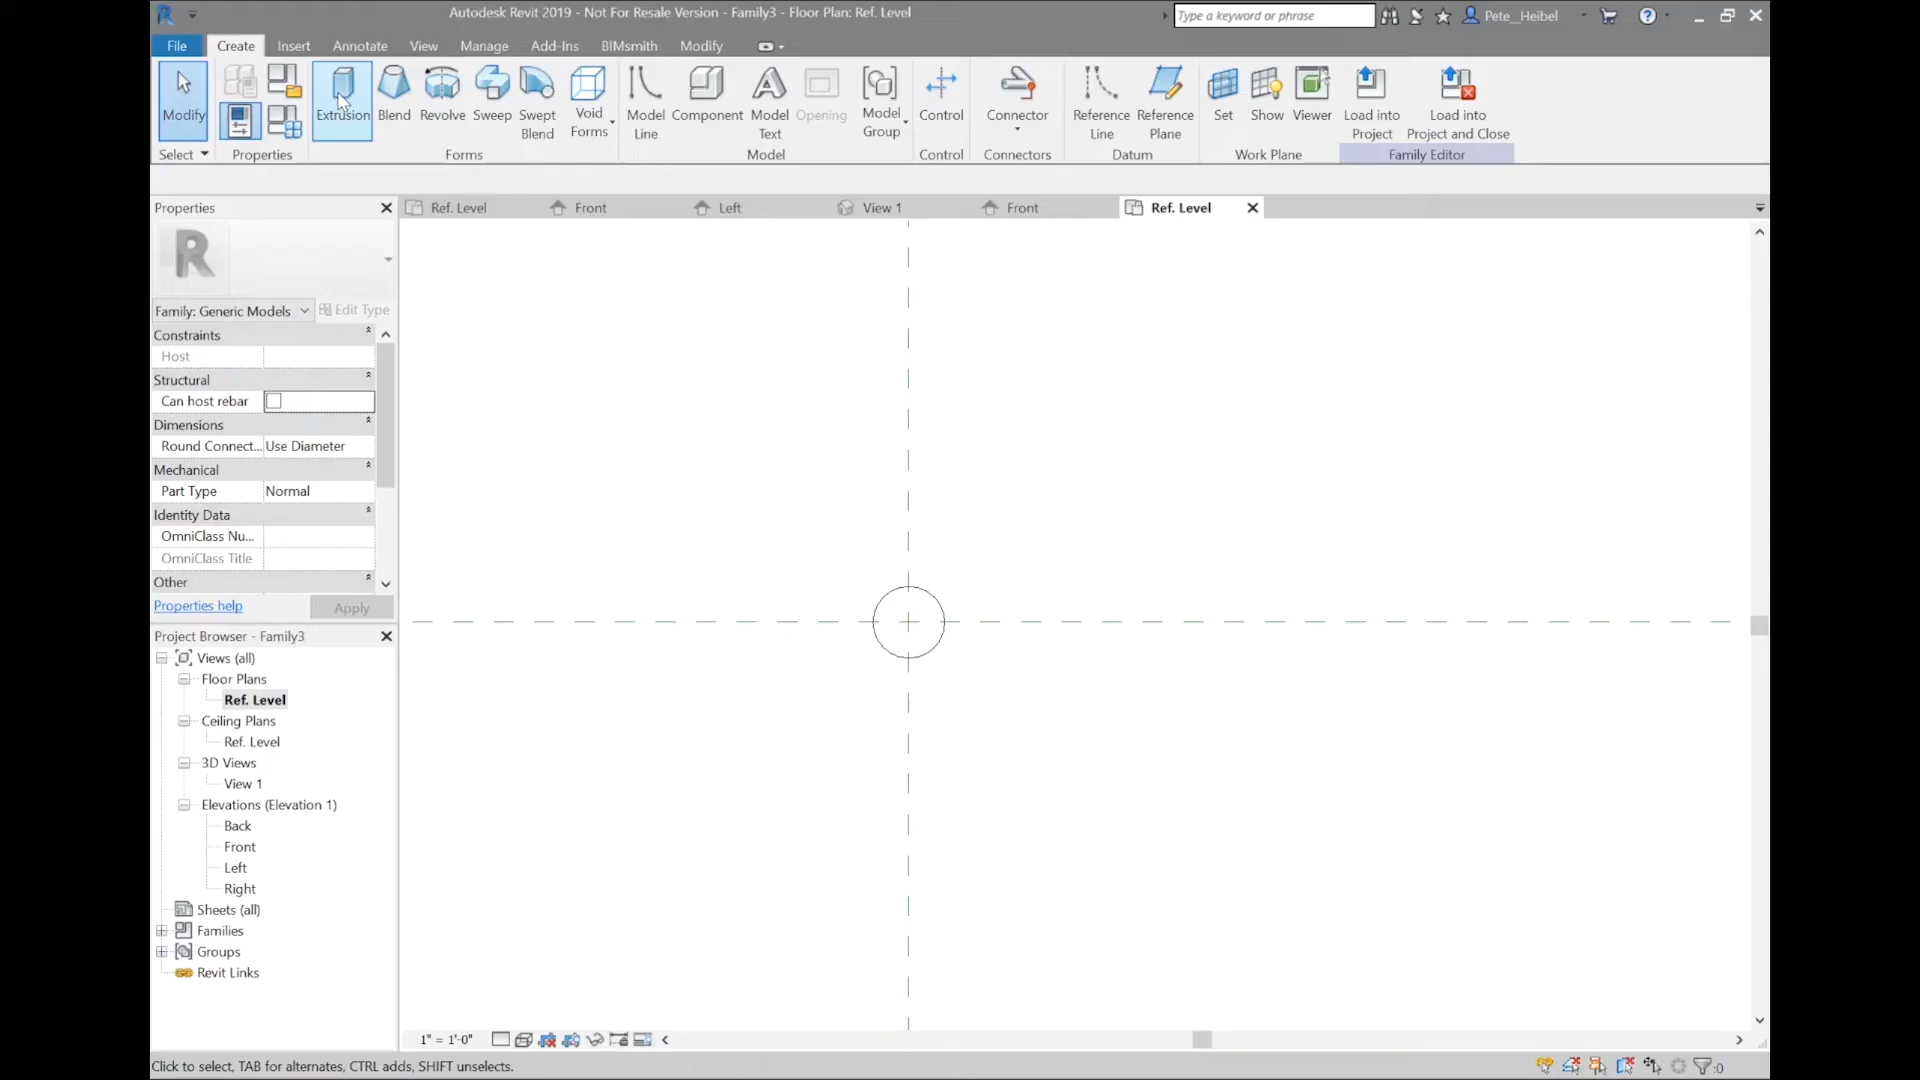 Autodesk Revit 2019 - Not For Resale Version - Family3 - Floor Plan: Ref. Level
Type a keyword or phrase
Pete_Heibel
File Create Insert Annotate View Manage Add-Ins BIMsmith Modify
Modify Extrusion Blend Revolve Sweep Swept Blend Void Forms Model Line Component Model Text Opening Model Group Control Connector Reference Line Reference Plane Set Show Viewer Load into Project Load into Project and Close
Select Properties Forms Model Control Connectors Datum Work Plane Family Editor
Properties
Ref. Level Front Left View 1 Front Ref. Level
Family: Generic Models Edit Type
Constraints
Host
Structural
Can host rebar
Dimensions
Round Connect... Use Diameter
Mechanical
Part Type Normal
Identity Data
OmniClass Nu...
OmniClass Title
Other
Properties help Apply
Project Browser - Family3
Views (all)
Floor Plans
Ref. Level
Ceiling Plans
Ref. Level
3D Views
View 1
Elevations (Elevation 1)
Back
Front
Left
Right
Sheets (all)
Families
Groups
Revit Links
1" = 1'-0"
Click to select, TAB for alternates, CTRL adds, SHIFT unselects.
:0